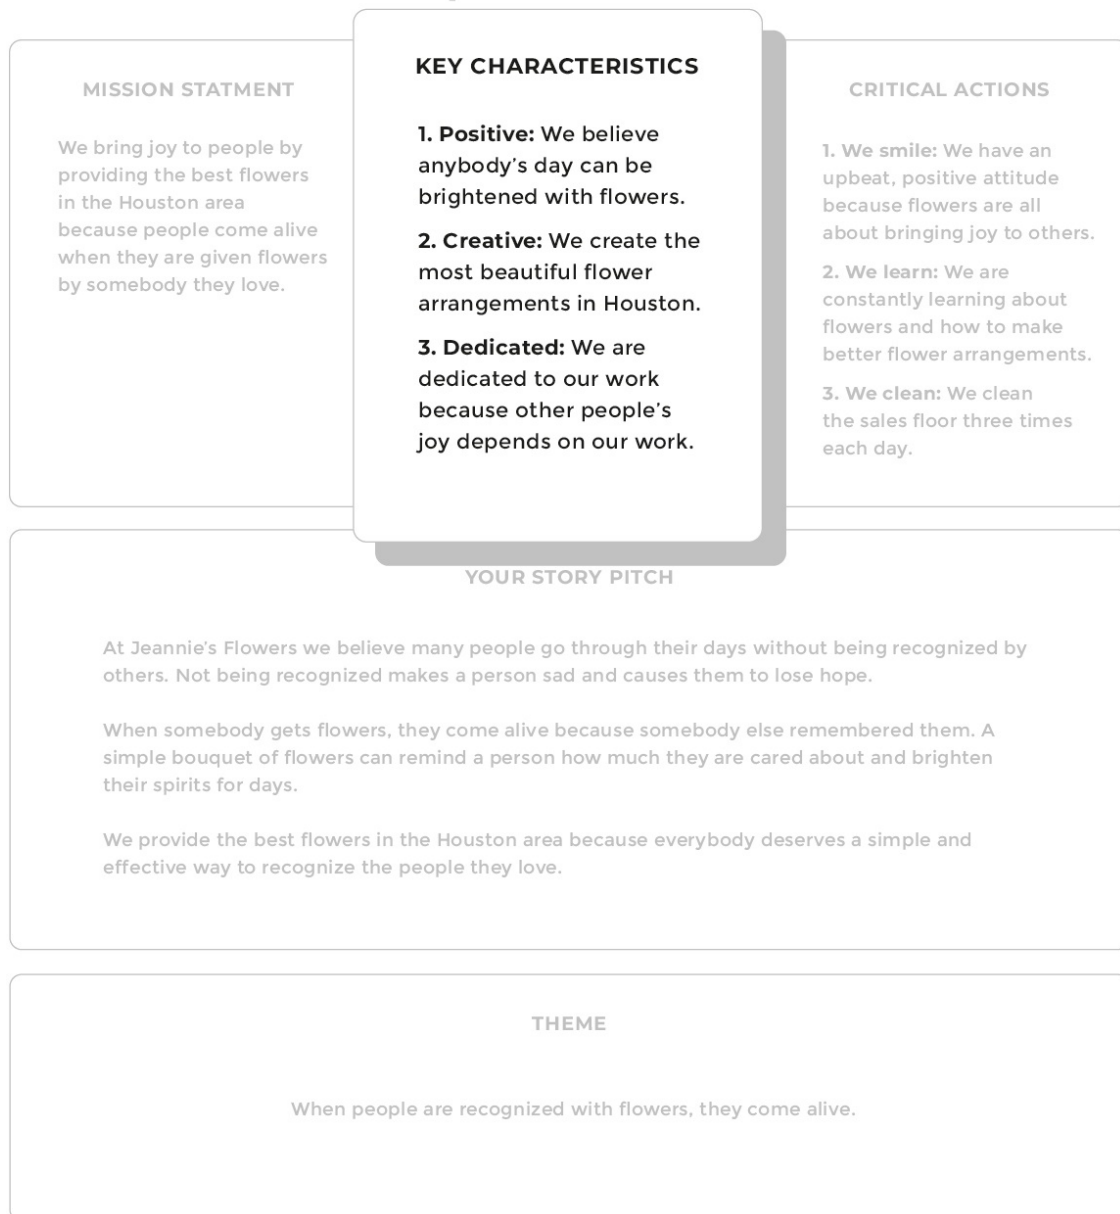 MISSION STATMENT
We bring joy to people by
providing the best flowers
in the Houston area
because people come alive
when they are given flowers
by somebody they love.
KEY CHARACTERISTICS
1. Positive: We believe
anybody’s day can be
brightened with flowers.
2. Creative: We create the
most beautiful flower
arrangements in Houston.
3. Dedicated: We are
dedicated to our work
because other people’s
joy depends on our work.
CRITICAL ACTIONS
1. We smile: We have an
upbeat, positive attitude
because flowers are all
about bringing joy to others.
2. We learn: We are
constantly learning about
flowers and how to make
better flower arrangements.
3. We clean: We clean
the sales floor three times
each day.
YOUR STORY PITCH
At Jeannie’s Flowers we believe many people go through their days without being recognized by
others. Not being recognized makes a person sad and causes them to lose hope.
When somebody gets flowers, they come alive because somebody else remembered them. A
simple bouquet of flowers can remind a person how much they are cared about and brighten
their spirits for days.
We provide the best flowers in the Houston area because everybody deserves a simple and
effective way to recognize the people they love.
THEME
When people are recognized with flowers, they come alive.